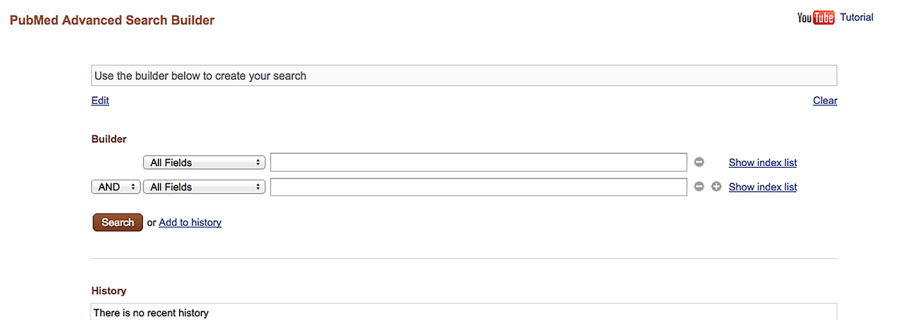 PubMed Advanced Search Builder
YouTube Tutorial
Use the builder below to create your search
Edit Clear
Builder
All Fields Show index list
AND All Fields Show index list
Search or Add to history
History
There is no recent history